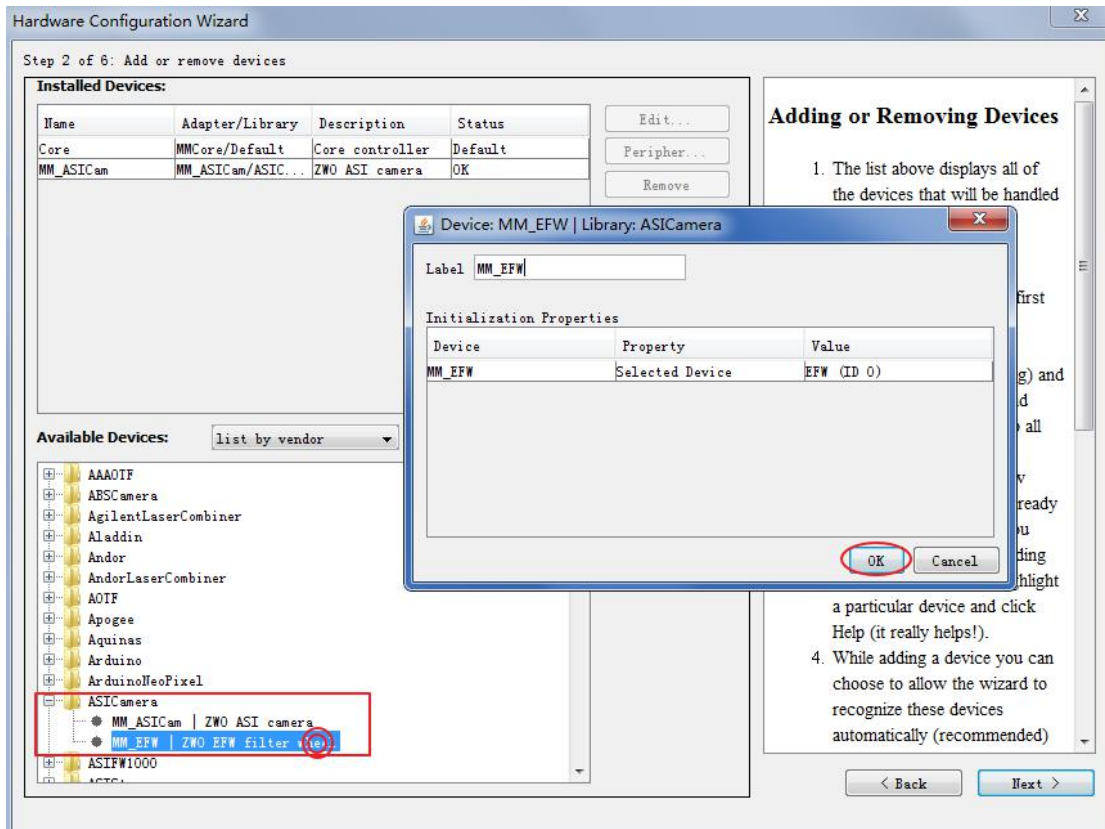 Hardware Configuration Wizard
Step 2 of 6: Add or remove devices
Installed Devices:
Name Adapter/Library Description Status
Core MMCore/Default Core controller Default
MM_ASICam MM_ASICam/ASIC... ZWO ASI camera OK
Edit...
Peripher...
Remove
Device: MM_EFW | Library: ASICamera
Label MM_EFW
Initialization Properties
Device Property Value
MM_EFW Selected Device EFW (ID 0)
OK Cancel
Available Devices: list by vendor
AAAOTF
ABSCamera
AgilentLaserCombiner
Aladdin
Andor
AndorLaserCombiner
AOTF
Apogee
Aquinas
Arduino
ArduinoNeoPixel
ASICamera
MM_ASICam | ZWO ASI camera
MM_EFW | ZWO EFW filter wheel
ASIFW1000
Adding or Removing Devices
1. The list above displays all of
the devices that will be handled
first
g) and
d
all
v
ready
u
ding
hlight
a particular device and click
Help (it really helps!).
4. While adding a device you can
choose to allow the wizard to
recognize these devices
automatically (recommended)
< Back Next >